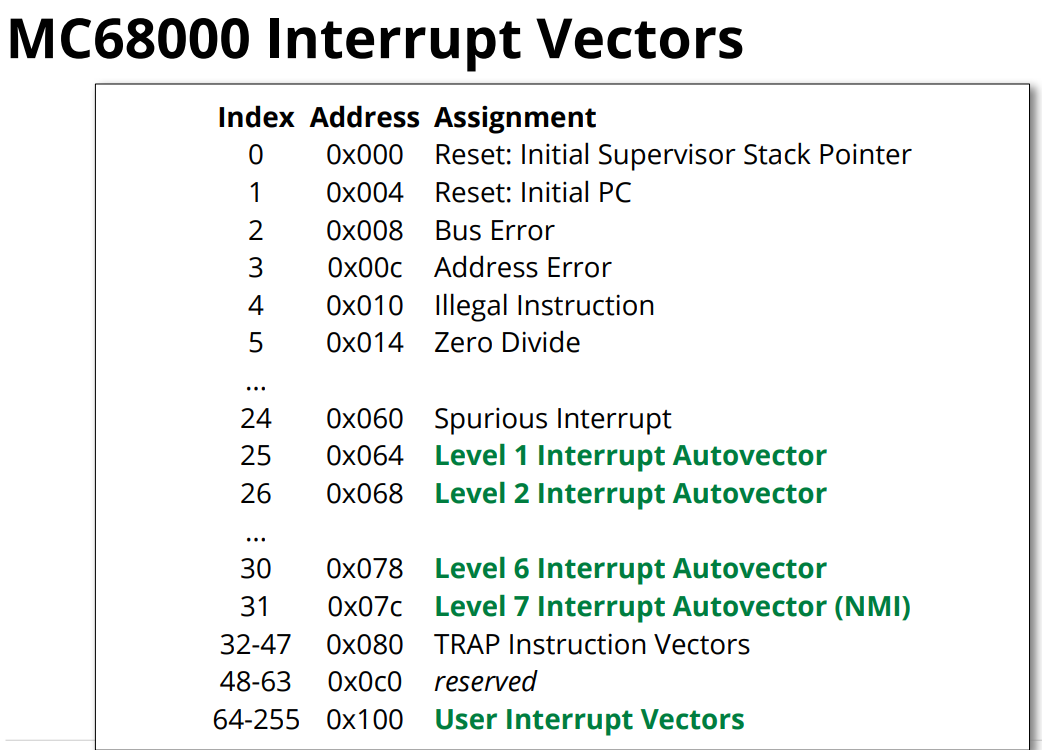 MC68000 Interrupt Vectors
Index Address Assignment
0 0x000 Reset: Initial Supervisor Stack Pointer
1 0x004 Reset: Initial PC
2 0x008 Bus Error
3 0x00c Address Error
4 0x010 Illegal Instruction
5 0x014 Zero Divide
...
24 0x060 Spurious Interrupt
25 0x064 Level 1 Interrupt Autovector
26 0x068 Level 2 Interrupt Autovector
...
30 0x078 Level 6 Interrupt Autovector
31 0x07c Level 7 Interrupt Autovector (NMI)
32-47 0x080 TRAP Instruction Vectors
48-63 0x0c0 reserved
64-255 0x100 User Interrupt Vectors